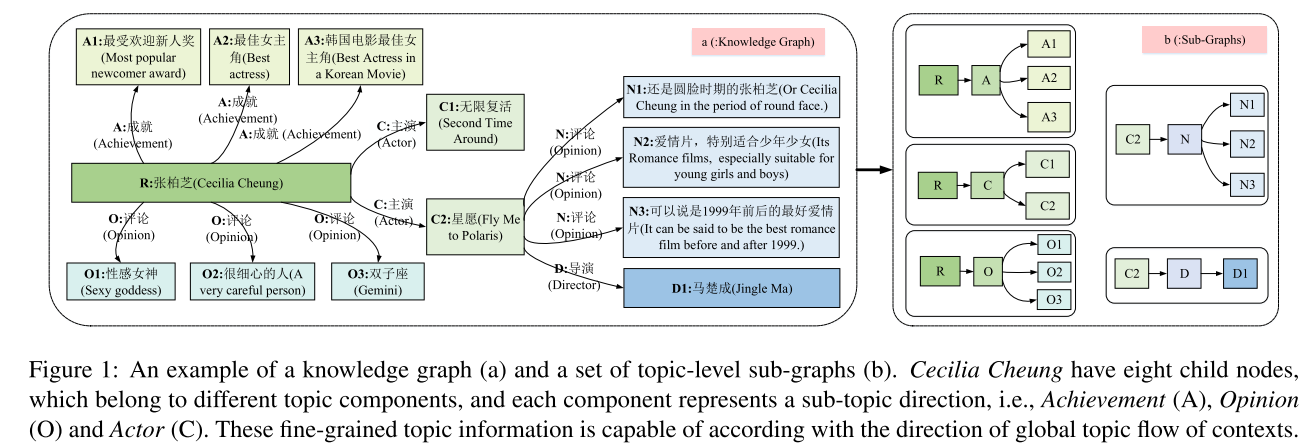 A1:最受欢迎新人奖
(Most popular
newcomer award)
A2:最佳女主
角(Best
actress)
A3:韩国电影最佳女
主角(Best Actress in
a Korean Movie)
a (:Knowledge Graph)
A:成就
(Achievement)
A:成就
(Achievement)
A:成就 (Achievement)
R:张柏芝(Cecilia Cheung)
O:评论
(Opinion)
O:评论
(Opinion)
O:评论
(Opinion)
O1:性感女神
(Sexy goddess)
O2:很细心的人(A
very careful person)
O3:双子座
(Gemini)
C:主演
(Actor)
C1:无限复活
(Second Time
Around)
C:主演
(Actor)
C2:星愿(Fly Me
to Polaris)
N:评论
(Opinion)
N:评论
(Opinion)
N:评论
(Opinion)
D:导演
(Director)
N1:还是圆脸时期的张柏芝(Or Cecilia
Cheung in the period of round face.)
N2:爱情片，特别适合少年少女(Its
Romance films, especially suitable for
young girls and boys)
N3:可以说是1999年前后的最好爱情
片(It can be said to be the best romance
film before and after 1999.)
D1:马楚成(Jingle Ma)
b (:Sub-Graphs)
R
A
A1
A2
A3
R
C
C1
C2
R
O
O1
O2
O3
C2
N
N1
N2
N3
C2
D
D1
Figure 1: An example of a knowledge graph (a) and a set of topic-level sub-graphs (b). Cecilia Cheung have eight child nodes,
which belong to different topic components, and each component represents a sub-topic direction, i.e., Achievement (A), Opinion
(O) and Actor (C). These fine-grained topic information is capable of according with the direction of global topic flow of contexts.